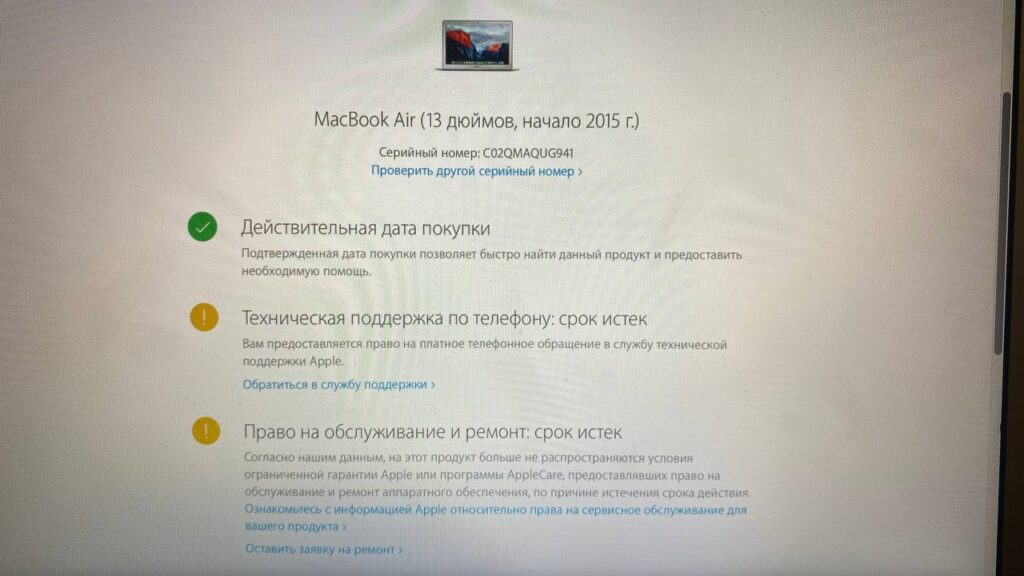 MacBook Air (13 дюймов, начало 2015 г.)
Серийный номер: C02QMAQUG941
Проверить другой серийный номер ›
Действительная дата покупки
Подтвержденная дата покупки позволяет быстро найти данный продукт и предоставить
необходимую помощь.
Техническая поддержка по телефону: срок истек
Вам предоставляется право на платное телефонное обращение в службу технической
поддержки Apple.
Обратиться в службу поддержки ›
Право на обслуживание и ремонт: срок истек
Согласно нашим данным, на этот продукт больше не распространяются условия
ограниченной гарантии Apple или программы AppleCare, предоставлявших право на
обслуживание и ремонт аппаратного обеспечения, по причине истечения срока действия.
Ознакомьтесь с информацией Apple относительно права на сервисное обслуживание для
вашего продукта ›
Оставить заявку на ремонт ›